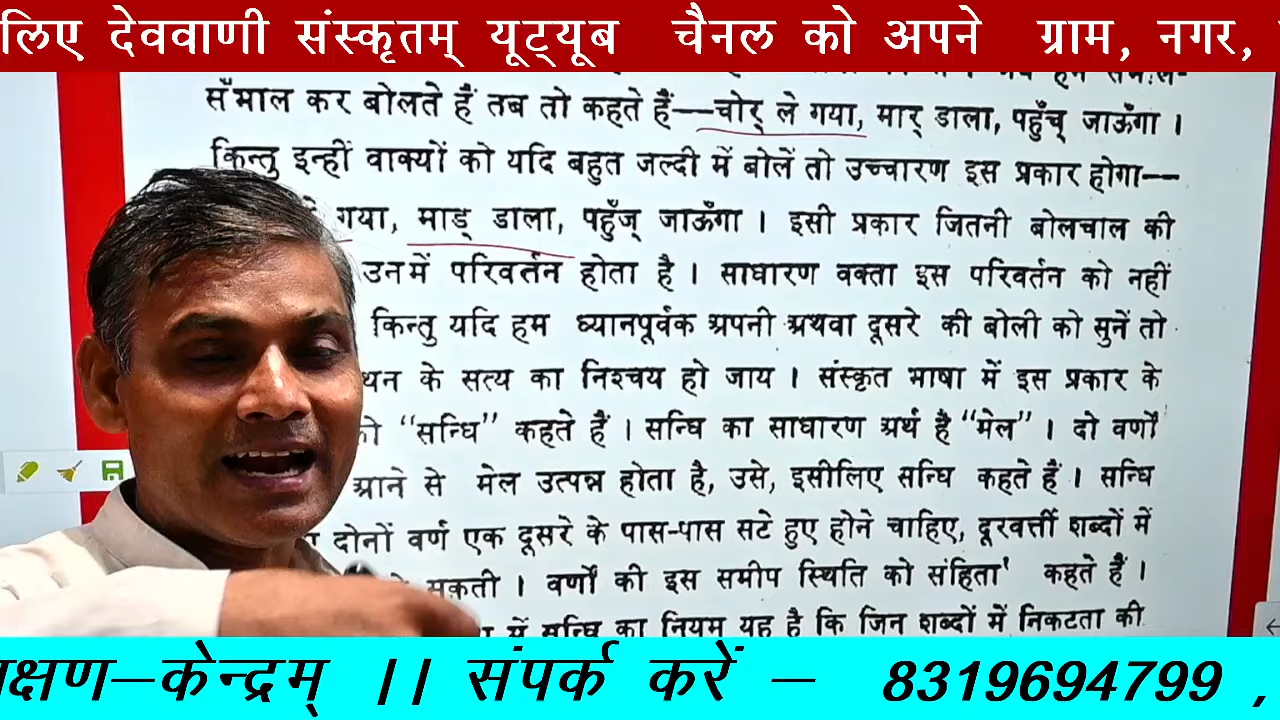 लिए देववाणी संस्कृतम् यूट्यूब चैनल को अपने ग्राम, नगर,
सँभाल कर बोलते हैं तब तो कहते हैं—चोर् ले गया, मार् डाला, पहुँच् जाऊँगा ।
किन्तु इन्हीं वाक्यों को यदि बहुत जल्दी में बोलें तो उच्चारण इस प्रकार होगा—
गया, माड् डाला, पहुँज् जाऊँगा । इसी प्रकार जितनी बोलचाल की
उनमें परिवर्तन होता है । साधारण वक्ता इस परिवर्तन को नहीं
किन्तु यदि हम ध्यानपूर्वक अपनी अथवा दूसरे की बोली को सुनें तो
के सत्य का निश्चय हो जाय । संस्कृत भाषा में इस प्रकार के
“सन्धि” कहते हैं । सन्धि का साधारण अर्थ है “मेल” । दो वर्णों
आने से मेल उत्पन्न होता है, उसे, इसीलिए सन्धि कहते हैं । सन्धि
दोनों वर्ण एक दूसरे के पास-पास सटे हुए होने चाहिए, दूरवर्त्ती शब्दों में
सकती । वर्णों की इस समीप स्थिति को संहिता¹ कहते हैं ।
में सन्धि का नियम यह है कि जिन शब्दों में निकटता की
क्षण–केन्द्रम् ।। संपर्क करें – 8319694799 ,